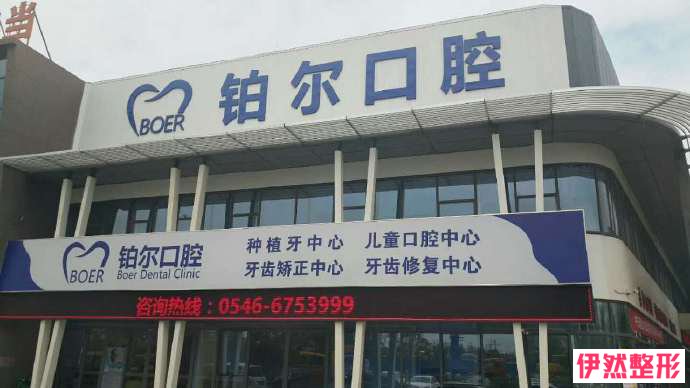 当
BOER
铂尔口腔
BOER
铂尔口腔
Boer Dental Clinic
种植牙中心 儿童口腔中心
牙齿矫正中心 牙齿修复中心
咨询热线：0546-6753999
伊然整形